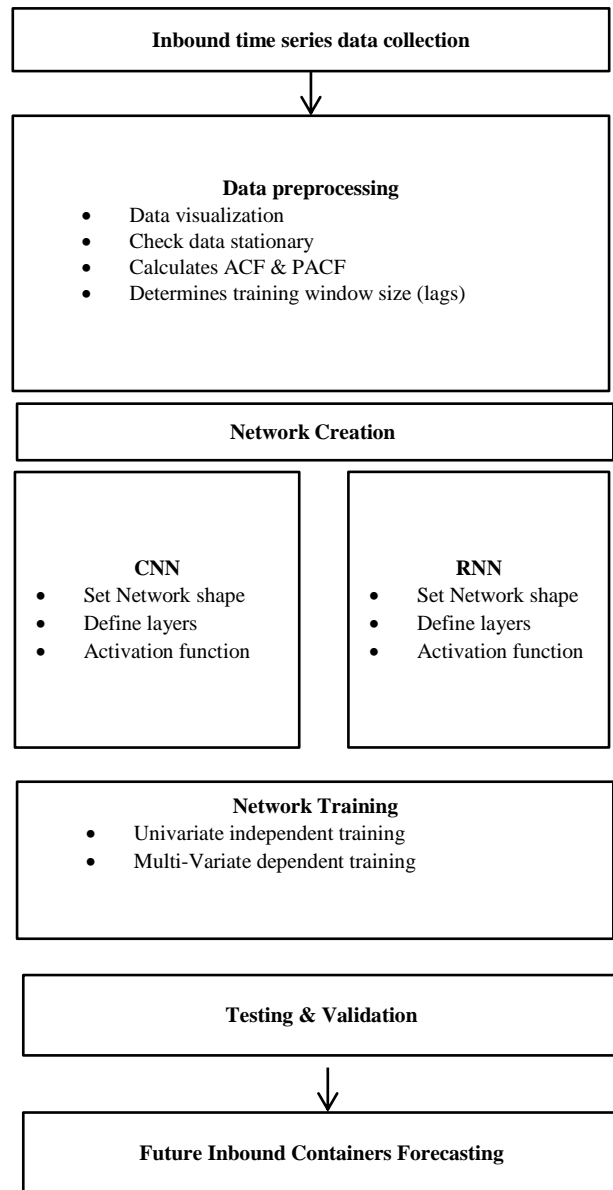 Inbound time series data collection
Data preprocessing
• Data visualization
• Check data stationary
• Calculates ACF & PACF
• Determines training window size (lags)
Network Creation
CNN
• Set Network shape
• Define layers
• Activation function
RNN
• Set Network shape
• Define layers
• Activation function
Network Training
• Univariate independent training
• Multi-Variate dependent training
Testing & Validation
Future Inbound Containers Forecasting